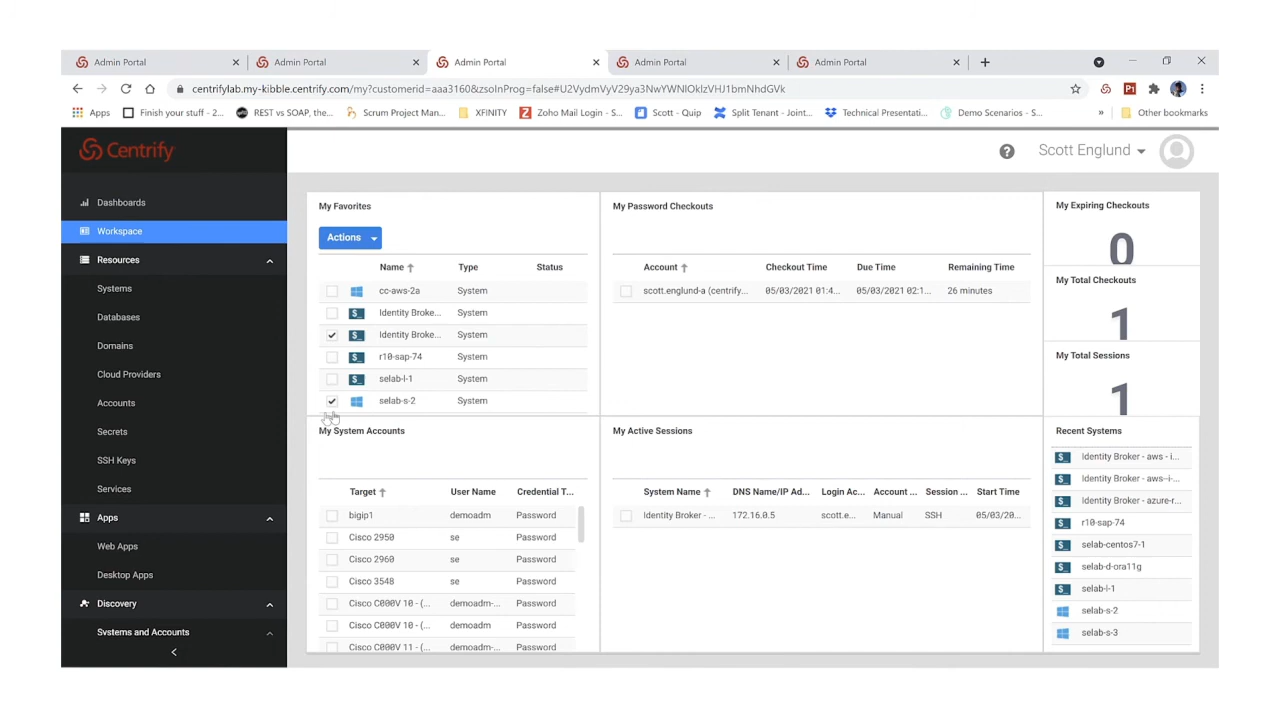 Admin Portal
Admin Portal
Admin Portal
Admin Portal
Admin Portal
centrifylab.my-kibble.centrify.com/my?customerid=aaa3160&zsoInProg=false#U2VydmVyV29ya3NwYWNlOklzVHJ1bmNhdGVk
Apps
Finish your stuff - 2...
REST vs SOAP, the...
Scrum Project Man...
XFINITY
Zoho Mail Login - S...
Scott - Quip
Split Tenant - Joint...
Technical Presentati...
Demo Scenarios - S...
»
Other bookmarks
Centrify
Scott Englund
Dashboards
Workspace
Resources
Systems
Databases
Domains
Cloud Providers
Accounts
Secrets
SSH Keys
Services
Apps
Web Apps
Desktop Apps
Discovery
Systems and Accounts
My Favorites
Actions
Name Type Status
cc-aws-2a System
Identity Broke... System
Identity Broke... System
r10-sap-74 System
selab-l-1 System
selab-s-2 System
My Password Checkouts
Account Checkout Time Due Time Remaining Time
scott.englund-a (centrify... 05/03/2021 01:4... 05/03/2021 02:1... 26 minutes
My Expiring Checkouts
0
My Total Checkouts
1
My Total Sessions
1
My System Accounts
Target User Name Credential T...
bigip1 demoadm Password
Cisco 2950 se Password
Cisco 2960 se Password
Cisco 3548 se Password
Cisco C000V 10 - (... demoadm-... Password
Cisco C000V 10 - (... demoadm Password
Cisco C000V 11 - (... demoadm-... Password
My Active Sessions
System Name DNS Name/IP Ad... Login Ac... Account ... Session ... Start Time
Identity Broker - ... 172.16.0.5 scott.e... Manual SSH 05/03/20...
Recent Systems
Identity Broker - aws - i...
Identity Broker - aws--i-...
Identity Broker - azure-r...
r10-sap-74
selab-centos7-1
selab-d-ora11g
selab-l-1
selab-s-2
selab-s-3